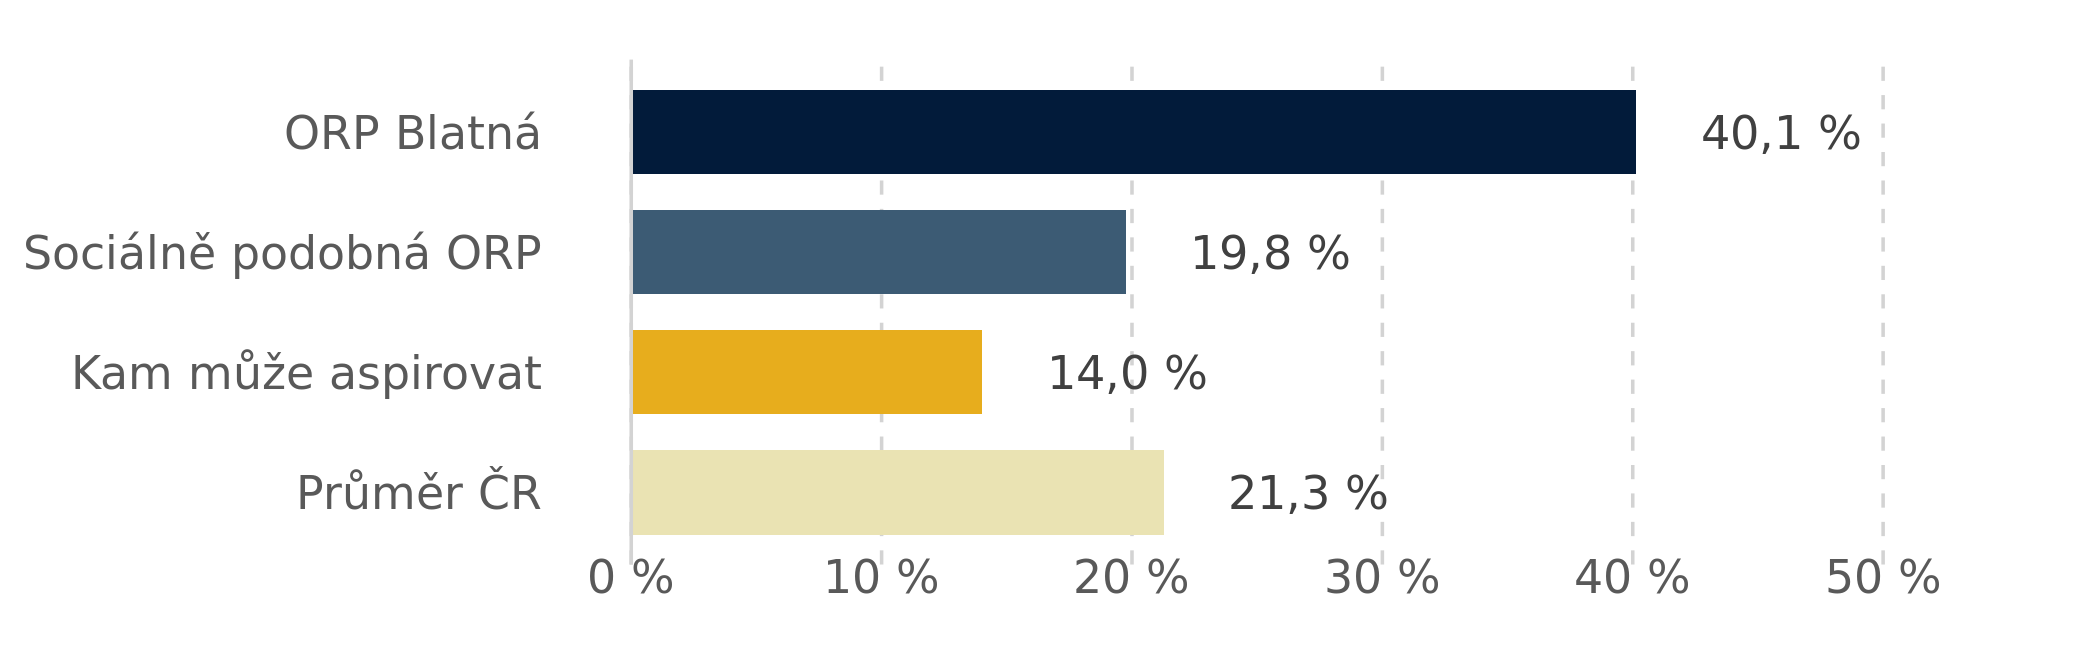 ORP Blatná 40,1 %
Sociálně podobná ORP 19,8 %
Kam může aspirovat 14,0 %
Průměr ČR 21,3 %
0 % 10 % 20 % 30 % 40 % 50 %